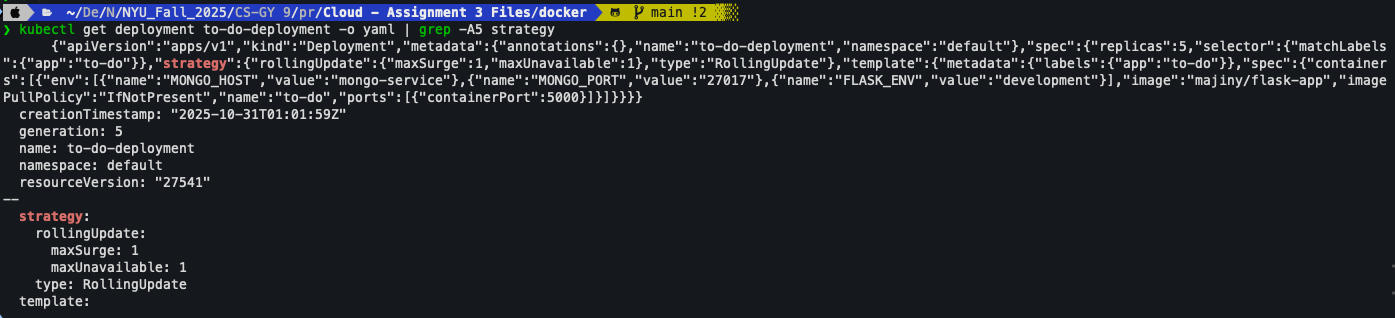 ~/De/N/NYU_Fall_2025/CS-GY 9/pr/Cloud - Assignment 3 Files/docker main !2
❯ kubectl get deployment to-do-deployment -o yaml | grep -A5 strategy
      {"apiVersion":"apps/v1","kind":"Deployment","metadata":{"annotations":{},"name":"to-do-deployment","namespace":"default"},"spec":{"replicas":5,"selector":{"matchLabels
":{"app":"to-do"}},"strategy":{"rollingUpdate":{"maxSurge":1,"maxUnavailable":1},"type":"RollingUpdate"},"template":{"metadata":{"labels":{"app":"to-do"}},"spec":{"container
s":[{"env":[{"name":"MONGO_HOST","value":"mongo-service"},{"name":"MONGO_PORT","value":"27017"},{"name":"FLASK_ENV","value":"development"}],"image":"majiny/flask-app","image
PullPolicy":"IfNotPresent","name":"to-do","ports":[{"containerPort":5000}]}]}}}}
  creationTimestamp: "2025-10-31T01:01:59Z"
  generation: 5
  name: to-do-deployment
  namespace: default
  resourceVersion: "27541"
--
  strategy:
    rollingUpdate:
      maxSurge: 1
      maxUnavailable: 1
    type: RollingUpdate
  template: